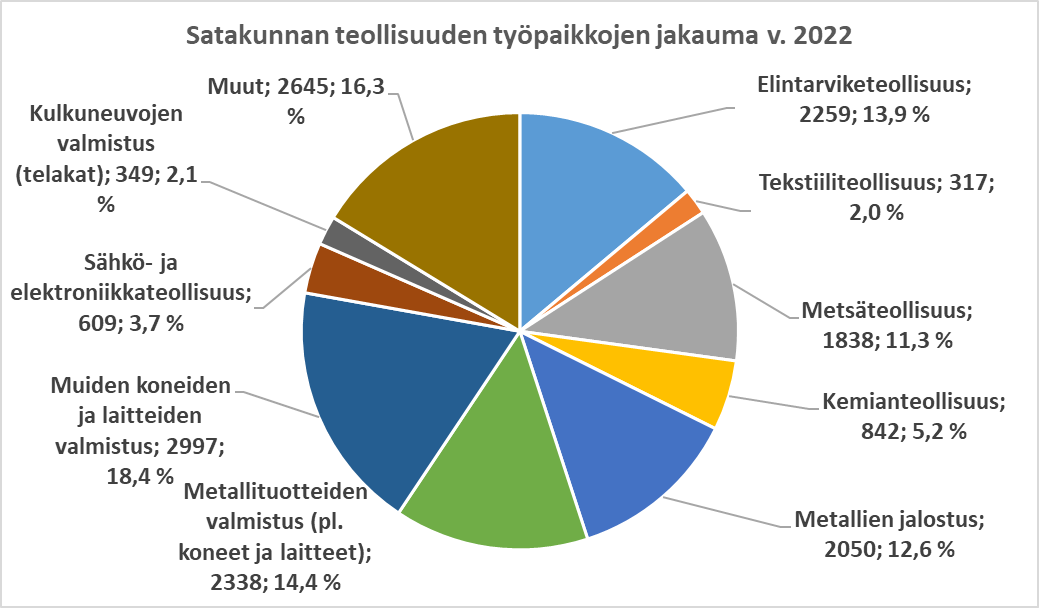 Satakunnan teollisuuden työpaikkojen jakauma v. 2022
Elintarviketeollisuus;
2259; 13,9 %
Tekstiiliteollisuus; 317;
2,0 %
Metsäteollisuus;
1838; 11,3 %
Kemianteollisuus;
842; 5,2 %
Metallien jalostus;
2050; 12,6 %
Metallituotteiden
valmistus (pl.
koneet ja laitteet);
2338; 14,4 %
Muiden koneiden
ja laitteiden
valmistus; 2997;
18,4 %
Sähkö- ja
elektroniikkateollisuus;
609; 3,7 %
Kulkuneuvojen
valmistus
(telakat); 349; 2,1
%
Muut; 2645; 16,3
%